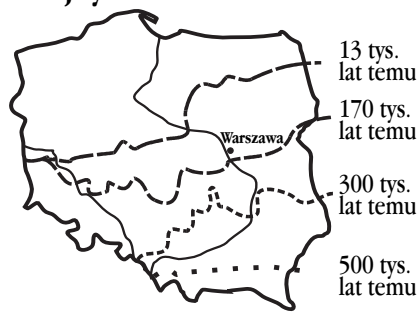 13 tys.
lat temu
170 tys.
lat temu
Warszawa
300 tys.
lat temu
500 tys.
lat temu